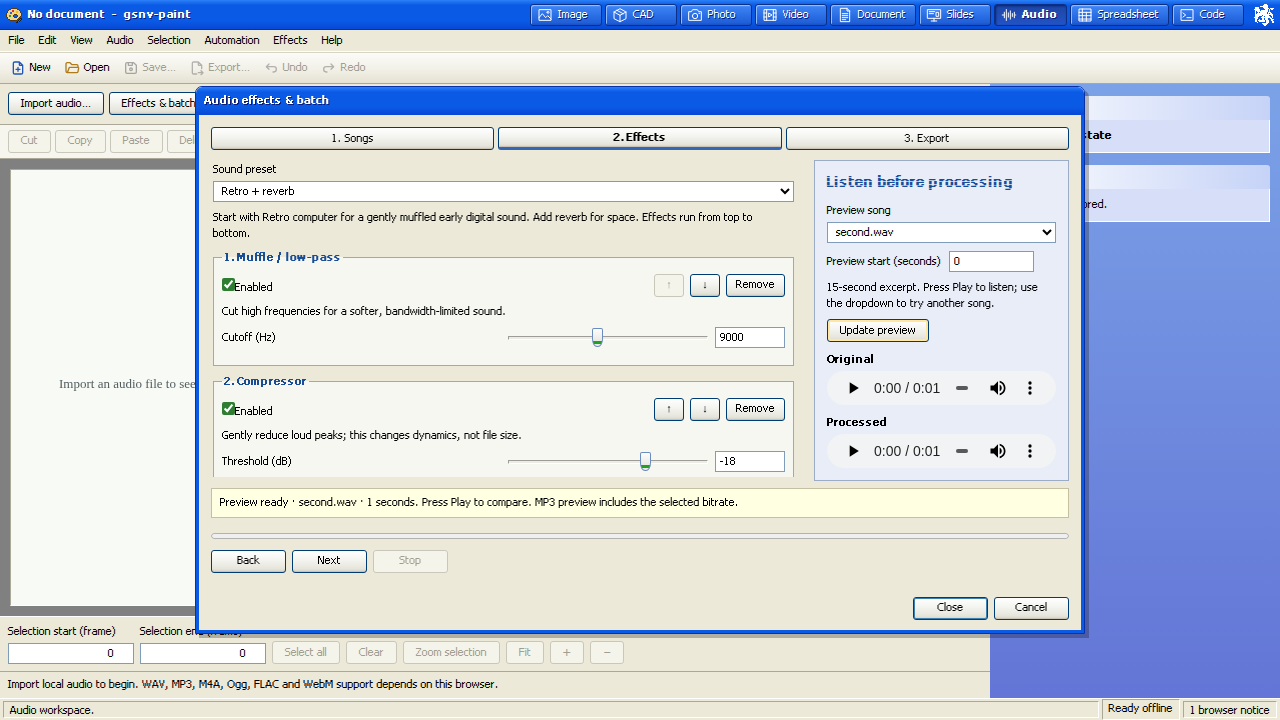 No document - gsnv-paint
Image
CAD
Photo
Video
Document
Slides
Audio
Spreadsheet
Code
File Edit View Audio Selection Automation Effects Help
New Open Save... Export... Undo Redo
Import audio... Effects & batch
Cut Copy Paste Del
Audio effects & batch
1. Songs
2. Effects
3. Export
Sound preset
Retro + reverb
Start with Retro computer for a gently muffled early digital sound. Add reverb for space. Effects run from top to
bottom.
1. Muffle / low-pass
Enabled
↑ ↓ Remove
Cut high frequencies for a softer, bandwidth-limited sound.
Cutoff (Hz)
9000
2. Compressor
Enabled
↑ ↓ Remove
Gently reduce loud peaks; this changes dynamics, not file size.
Threshold (dB)
-18
Listen before processing
Preview song
second.wav
Preview start (seconds) 0
15-second excerpt. Press Play to listen; use
the dropdown to try another song.
Update preview
Original
0:00 / 0:01
Processed
0:00 / 0:01
Preview ready · second.wav · 1 seconds. Press Play to compare. MP3 preview includes the selected bitrate.
Back Next Stop
Close Cancel
tate
ored.
Import an audio file to see
Selection start (frame) Selection end (frame)
0 0 Select all Clear Zoom selection Fit + −
Import local audio to begin. WAV, MP3, M4A, Ogg, FLAC and WebM support depends on this browser.
Audio workspace.
Ready offline
1 browser notice